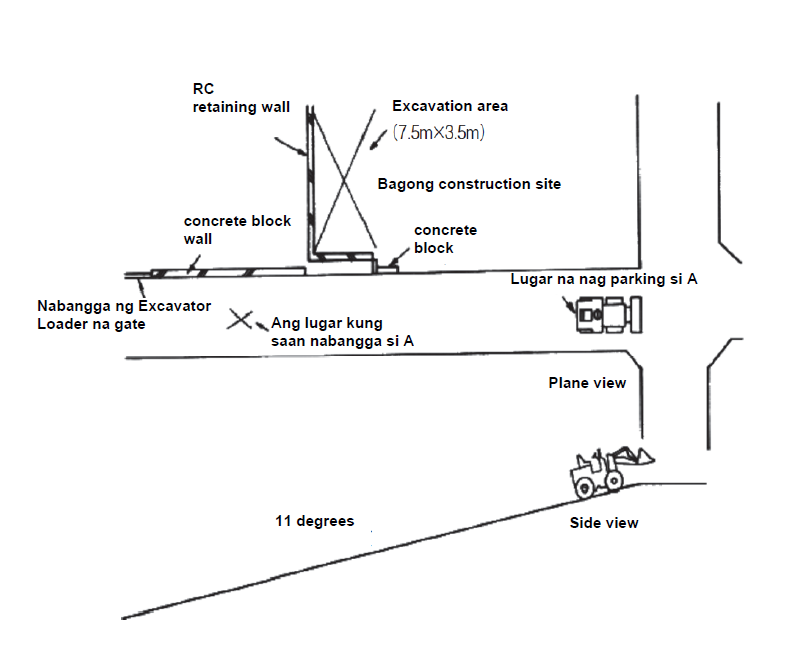 RC
retaining wall
Excavation area
(7.5m×3.5m)
Bagong construction site
concrete block
wall
concrete
block
Lugar na nag parking si A
Nabangga ng Excavator
Loader na gate
Ang lugar kung
saan nabangga si A
Plane view
11 degrees
Side view